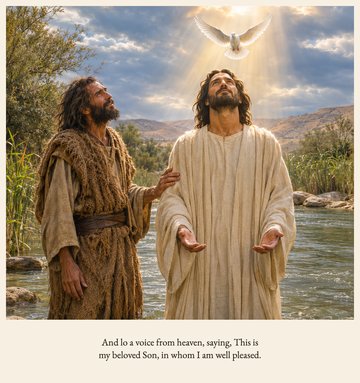 And lo a voice from heaven, saying, This is
my beloved Son, in whom I am well pleased.